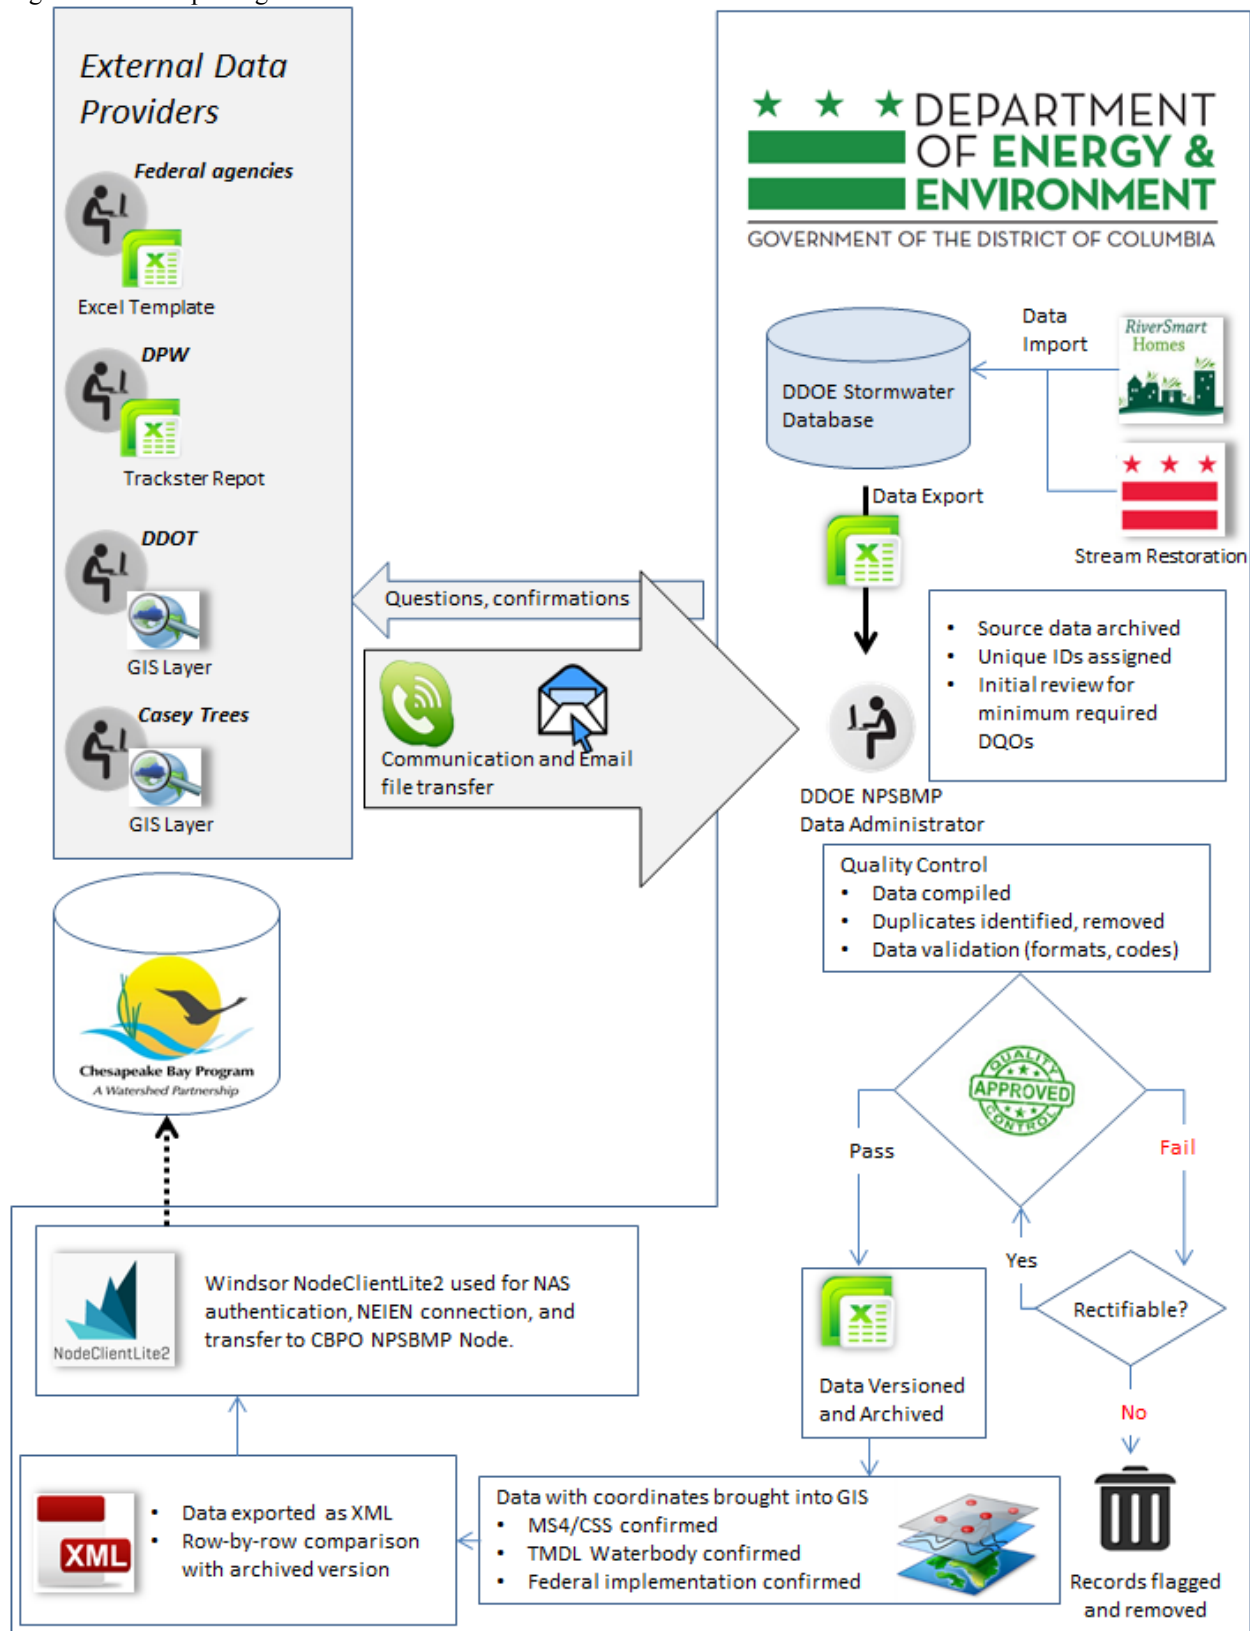 External Data
Providers
Federal agencies
Excel Template
DPW
Trackster Repot
DDOT
GIS Layer
Casey Trees
GIS Layer
Questions, confirmations
Communication and Email
file transfer
DEPARTMENT
OF ENERGY &
ENVIRONMENT
GOVERNMENT OF THE DISTRICT OF COLUMBIA
DDOE Stormwater
Database
Data
Import
RiverSmart
Homes
Stream Restoration
Data Export
• Source data archived
• Unique IDs assigned
• Initial review for
minimum required
DQOs
DDOE NPSBMP
Data Administrator
Quality Control
• Data compiled
• Duplicates identified, removed
• Data validation (formats, codes)
QUALITY
APPROVED
CONTROL
Pass
Fail
Yes
Rectifiable?
No
Records flagged
and removed
Data Versioned
and Archived
Data with coordinates brought into GIS
• MS4/CSS confirmed
• TMDL Waterbody confirmed
• Federal implementation confirmed
XML
• Data exported as XML
• Row-by-row comparison
with archived version
NodeClientLite2
Windsor NodeClientLite2 used for NAS
authentication, NEIEN connection, and
transfer to CBPO NPSBMP Node.
Chesapeake Bay Program
A Watershed Partnership